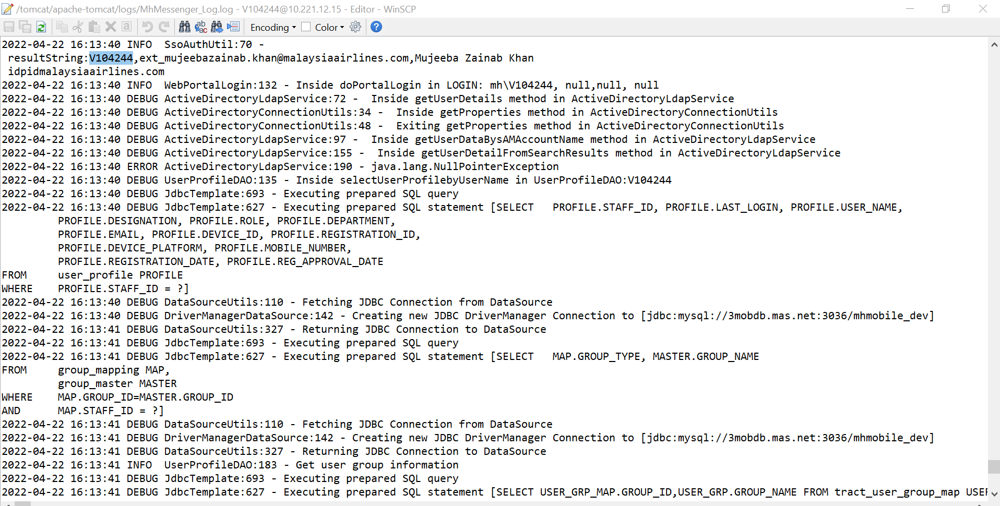 /tomcat/apache-tomcat/logs/MhMessenger_Log.log - V104244@10.221.12.15 - Editor - WinSCP
Encoding Color
2022-04-22 16:13:40 INFO  SsoAuthUtil:70 -
resultString:V104244,ext_mujeebazainab.khan@malaysiaairlines.com,Mujeeba Zainab Khan
idpidmalaysiaairlines.com
2022-04-22 16:13:40 INFO  WebPortalLogin:132 - Inside doPortalLogin in LOGIN: mh\V104244, null,null, null
2022-04-22 16:13:40 DEBUG ActiveDirectoryLdapService:72 -  Inside getUserDetails method in ActiveDirectoryLdapService
2022-04-22 16:13:40 DEBUG ActiveDirectoryConnectionUtils:34 -  Inside getProperties method in ActiveDirectoryConnectionUtils
2022-04-22 16:13:40 DEBUG ActiveDirectoryConnectionUtils:48 -  Exiting getProperties method in ActiveDirectoryConnectionUtils
2022-04-22 16:13:40 DEBUG ActiveDirectoryLdapService:97 -  Inside getUserDataBysAMAccountName method in ActiveDirectoryLdapService
2022-04-22 16:13:40 DEBUG ActiveDirectoryLdapService:155 -  Inside getUserDetailFromSearchResults method in ActiveDirectoryLdapService
2022-04-22 16:13:40 ERROR ActiveDirectoryLdapService:190 - java.lang.NullPointerException
2022-04-22 16:13:40 DEBUG UserProfileDAO:135 - Inside selectUserProfilebyUserName in UserProfileDAO:V104244
2022-04-22 16:13:40 DEBUG JdbcTemplate:693 - Executing prepared SQL query
2022-04-22 16:13:40 DEBUG JdbcTemplate:627 - Executing prepared SQL statement [SELECT   PROFILE.STAFF_ID, PROFILE.LAST_LOGIN, PROFILE.USER_NAME,
PROFILE.DESIGNATION, PROFILE.ROLE, PROFILE.DEPARTMENT,
PROFILE.EMAIL, PROFILE.DEVICE_ID, PROFILE.REGISTRATION_ID,
PROFILE.DEVICE_PLATFORM, PROFILE.MOBILE_NUMBER,
PROFILE.REGISTRATION_DATE, PROFILE.REG_APPROVAL_DATE
FROM     user_profile PROFILE
WHERE    PROFILE.STAFF_ID = ?]
2022-04-22 16:13:40 DEBUG DataSourceUtils:110 - Fetching JDBC Connection from DataSource
2022-04-22 16:13:40 DEBUG DriverManagerDataSource:142 - Creating new JDBC DriverManager Connection to [jdbc:mysql://3mobdb.mas.net:3036/mhmobile_dev]
2022-04-22 16:13:41 DEBUG DataSourceUtils:327 - Returning JDBC Connection to DataSource
2022-04-22 16:13:41 DEBUG JdbcTemplate:693 - Executing prepared SQL query
2022-04-22 16:13:41 DEBUG JdbcTemplate:627 - Executing prepared SQL statement [SELECT   MAP.GROUP_TYPE, MASTER.GROUP_NAME
FROM     group_mapping MAP,
group_master MASTER
WHERE    MAP.GROUP_ID=MASTER.GROUP_ID
AND      MAP.STAFF_ID = ?]
2022-04-22 16:13:41 DEBUG DataSourceUtils:110 - Fetching JDBC Connection from DataSource
2022-04-22 16:13:41 DEBUG DriverManagerDataSource:142 - Creating new JDBC DriverManager Connection to [jdbc:mysql://3mobdb.mas.net:3036/mhmobile_dev]
2022-04-22 16:13:41 DEBUG DataSourceUtils:327 - Returning JDBC Connection to DataSource
2022-04-22 16:13:41 INFO  UserProfileDAO:183 - Get user group information
2022-04-22 16:13:41 DEBUG JdbcTemplate:693 - Executing prepared SQL query
2022-04-22 16:13:41 DEBUG JdbcTemplate:627 - Executing prepared SQL statement [SELECT USER_GRP_MAP.GROUP_ID,USER_GRP.GROUP_NAME FROM tract_user_group_map USER